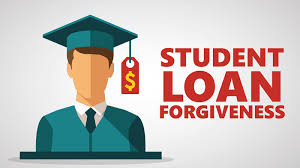 $
STUDENT
LOAN
FORGIVENESS